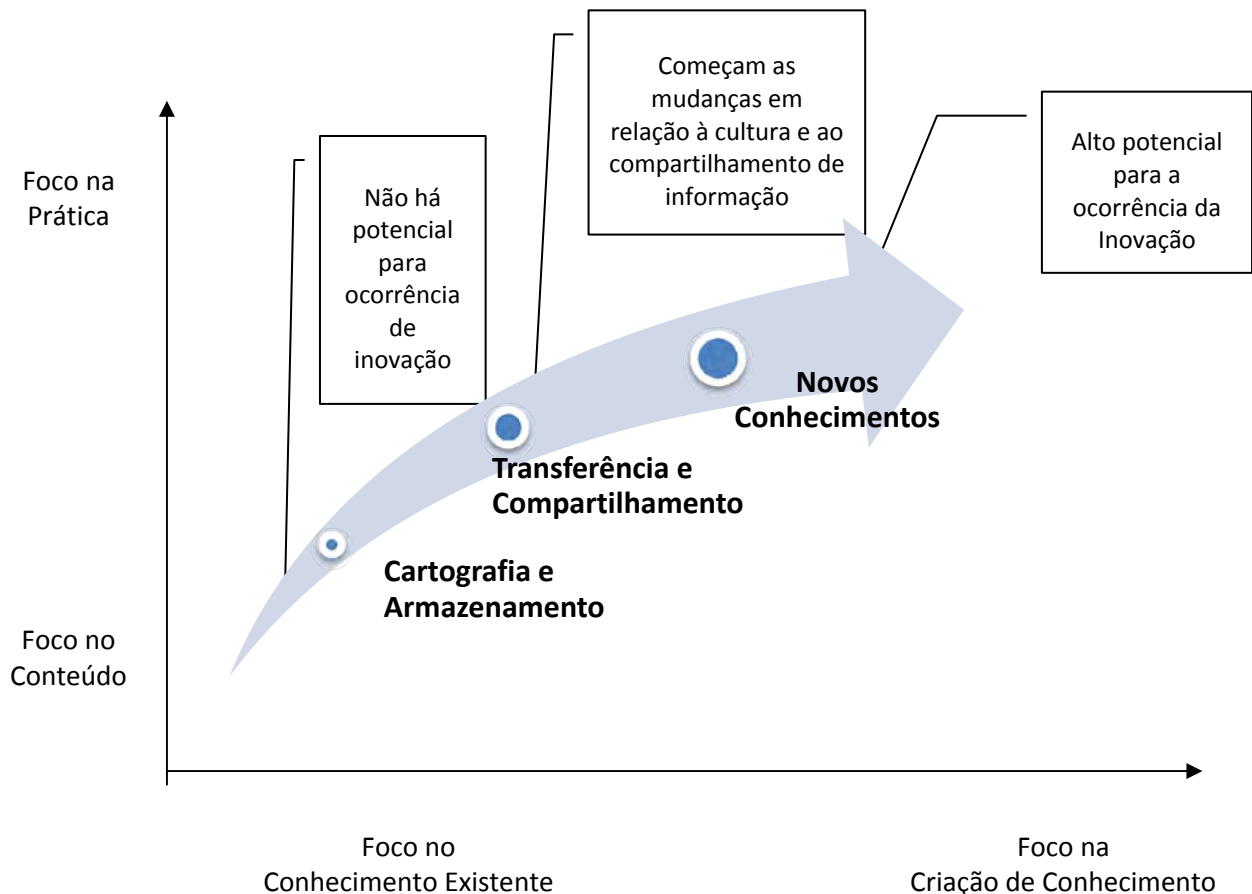 Começam as
mudanças em
relação à cultura e ao
compartilhamento de
informação
Alto potencial
para a
ocorrência da
Inovação
Não há
potencial
para
ocorrência
de
inovação
Foco na
Prática
Novos
Conhecimentos
Transferência e
Compartilhamento
Cartografia e
Armazenamento
Foco no
Conteúdo
Foco no
Conhecimento Existente
Foco na
Criação de Conhecimento